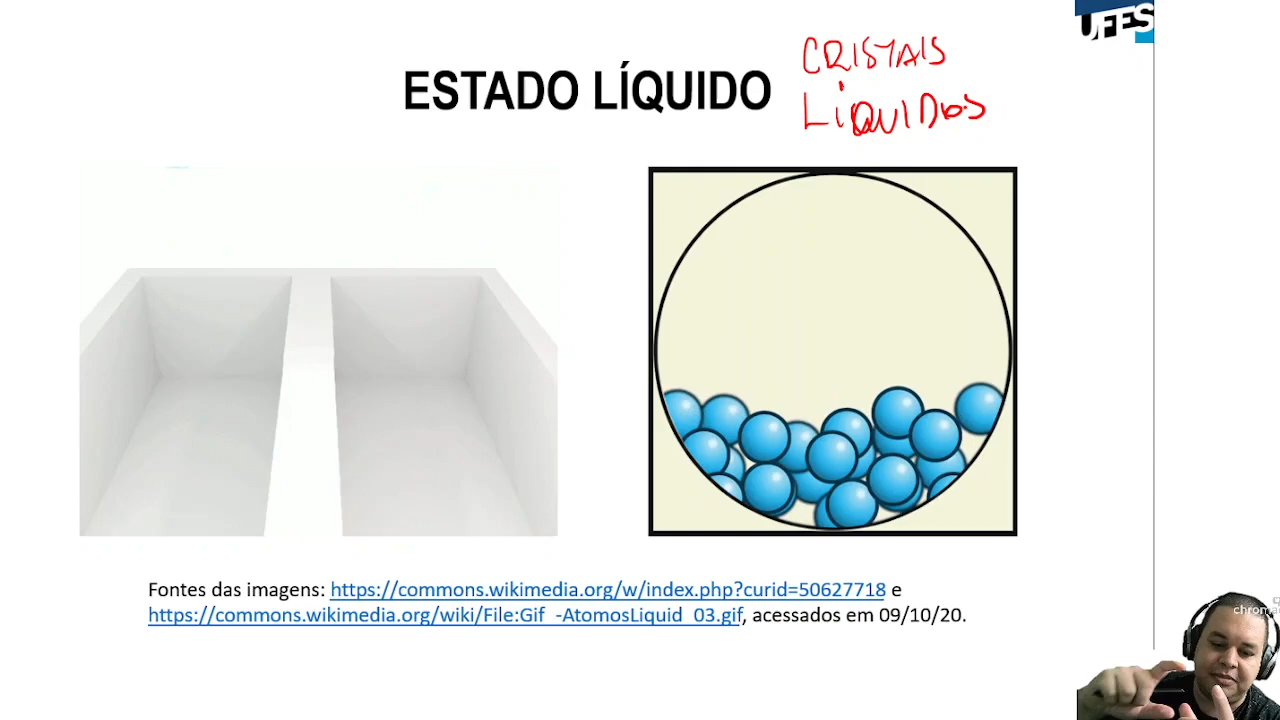 UFES
CRISTAIS
ESTADO LÍQUIDO
LÍQUIDOS
Fontes das imagens: https://commons.wikimedia.org/w/index.php?curid=50627718 e
https://commons.wikimedia.org/wiki/File:Gif_-AtomosLiquid_03.gif, acessados em 09/10/20.